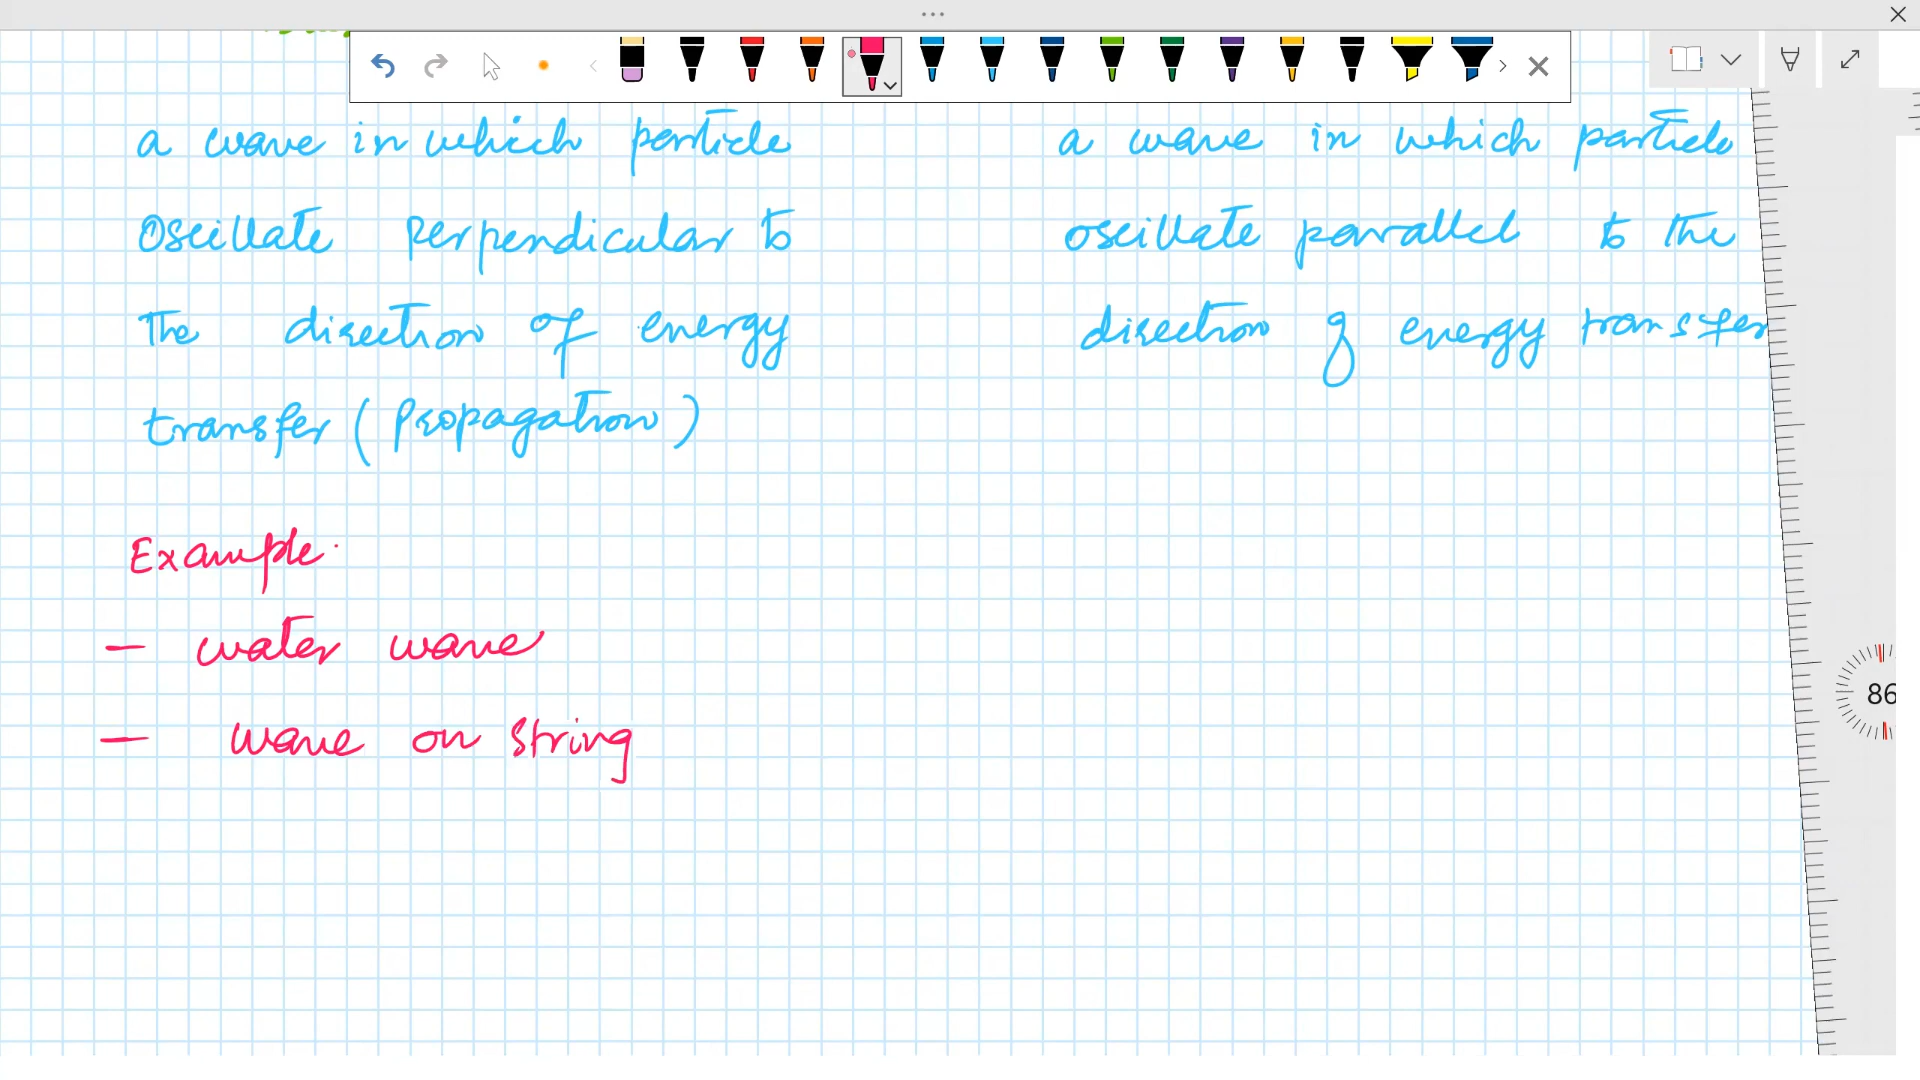 a wave in which particle
Oscillate perpendicular to
The direction of energy
transfer (Propagation)
Example.
- water wave
- wave on string
a wave in which particle
oscillate parallel to the
direction of energy transfer
86